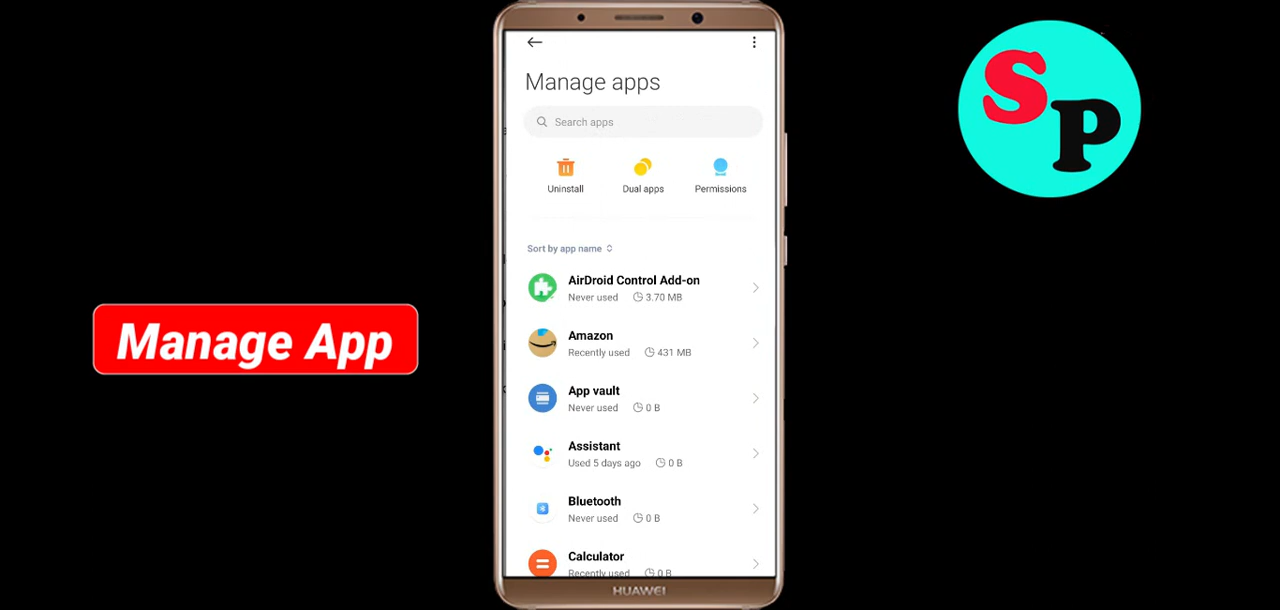 Manage apps
Search apps
Uninstall
Dual apps
Permissions
Sort by app name
AirDroid Control Add-on
Never used 3.70 MB
Amazon
Recently used 431 MB
App vault
Never used 0 B
Assistant
Used 5 days ago 0 B
Bluetooth
Never used 0 B
Calculator
Recently used 0 B
HUAWEI
Manage App
SP